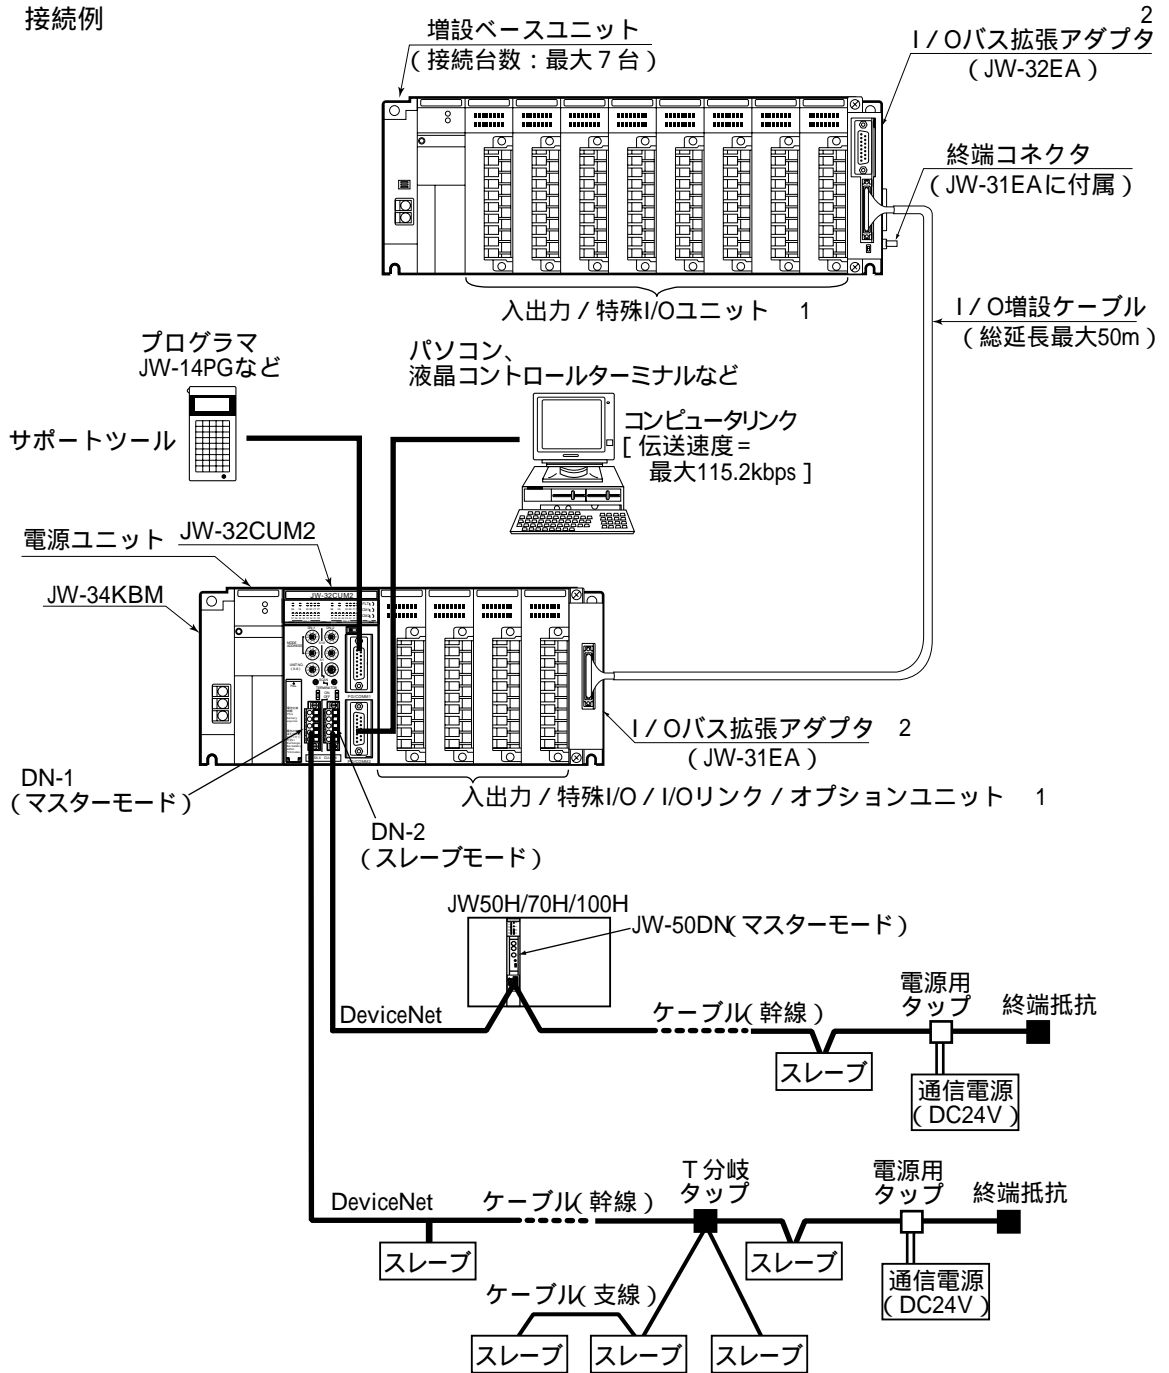 接続例
増設ベースユニット
(接続台数:最大7台)
2
I/Oバス拡張アダプタ
(JW-32EA)
終端コネクタ
(JW-31EAに付属)
入出力/特殊I/Oユニット 1
I/O増設ケーブル
(総延長最大50m)
プログラマ
JW-14PGなど
サポートツール
パソコン、
液晶コントロールターミナルなど
コンピュータリンク
[伝送速度=
最大115.2kbps]
電源ユニット
JW-32CUM2
JW-34KBM
JW-32CUM2
PG/COMM1
I/Oバス拡張アダプタ 2
(JW-31EA)
DN-1
(マスターモード)
入出力/特殊I/O/I/Oリンク/オプションユニット 1
DN-2
(スレーブモード)
JW50H/70H/100H
JW-50DN(マスターモード)
DeviceNet
ケーブル(幹線)
スレーブ
電源用
タップ
終端抵抗
通信電源
(DC24V)
DeviceNet
ケーブル(幹線)
T分岐
タップ
電源用
タップ
終端抵抗
スレーブ
スレーブ
通信電源
(DC24V)
ケーブル(支線)
スレーブ
スレーブ
スレーブ